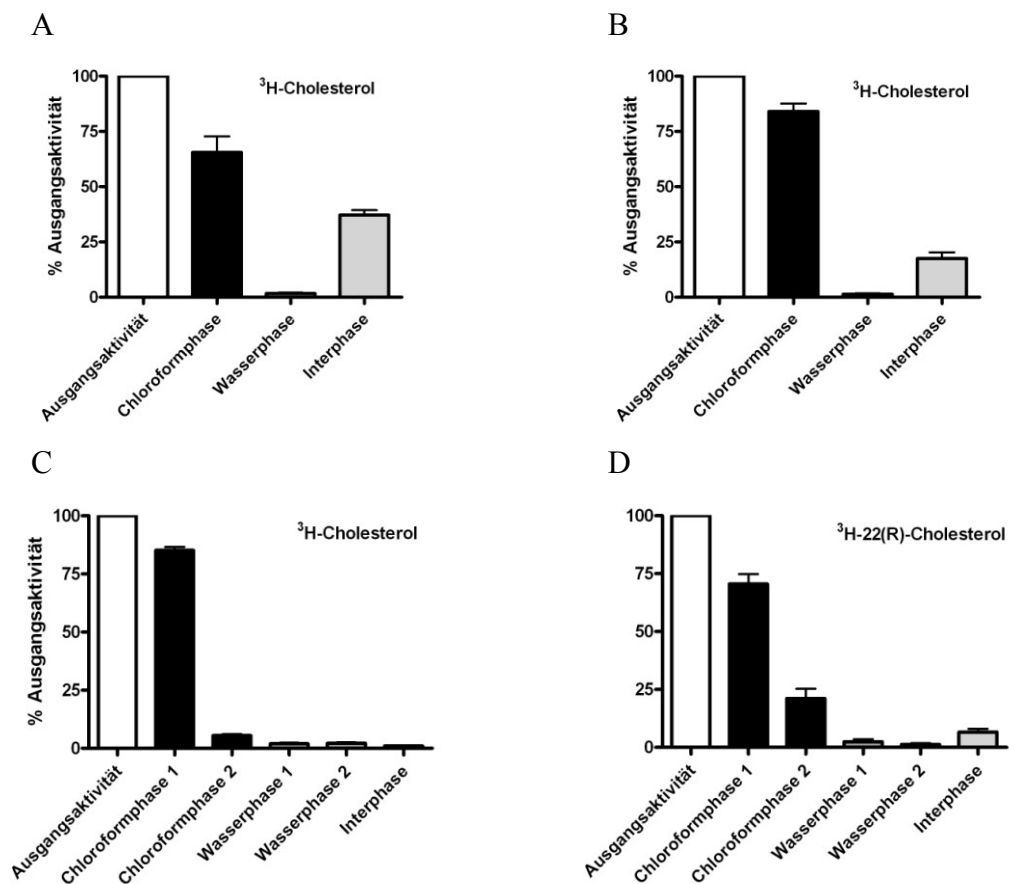 A
% Ausgangsaktivität
100
75
50
25
0
³H-Cholesterol
Ausgangsaktivität
Chloroformphase
Wasserphase
Interphase
B
% Ausgangsaktivität
100
75
50
25
0
³H-Cholesterol
Ausgangsaktivität
Chloroformphase
Wasserphase
Interphase
C
% Ausgangsaktivität
100
75
50
25
0
³H-Cholesterol
Ausgangsaktivität
Chloroformphase 1
Chloroformphase 2
Wasserphase 1
Wasserphase 2
Interphase
D
100
75
50
25
0
³H-22(R)-Cholesterol
Ausgangsaktivität
Chloroformphase 1
Chloroformphase 2
Wasserphase 1
Wasserphase 2
Interphase